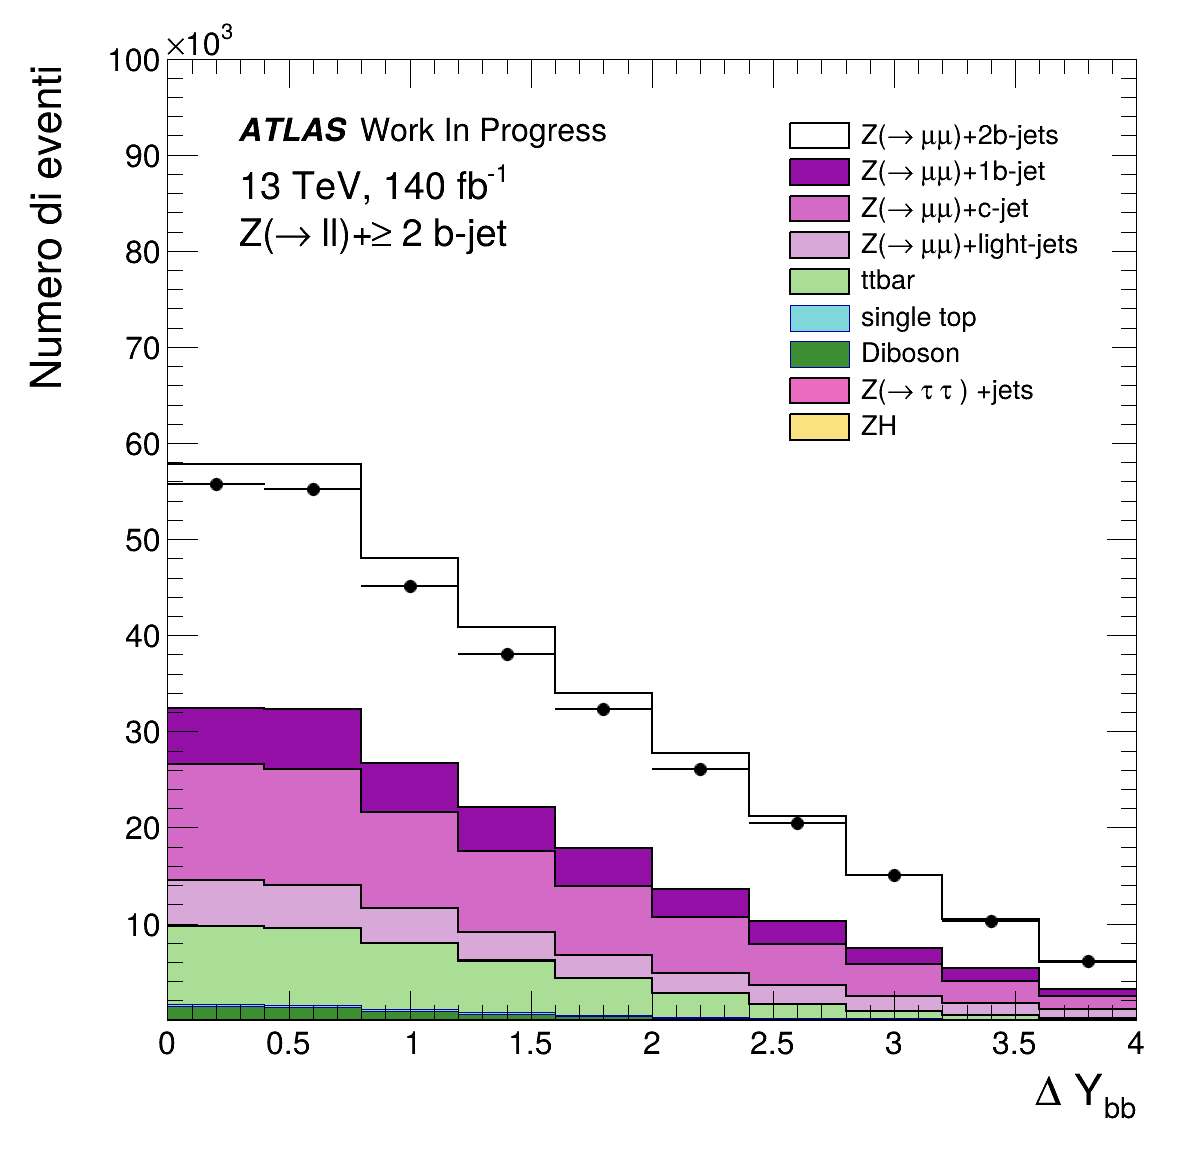 ×10³
100
90
80
70
60
50
40
30
20
10
Numero di eventi
ATLAS Work In Progress
13 TeV, 140 fb⁻¹
Z(→ ll)+≥ 2 b-jet
Z(→ μμ)+2b-jets
Z(→ μμ)+1b-jet
Z(→ μμ)+c-jet
Z(→ μμ)+light-jets
ttbar
single top
Diboson
Z(→ τ τ ) +jets
ZH
0 0.5 1 1.5 2 2.5 3 3.5 4
Δ Y_bb